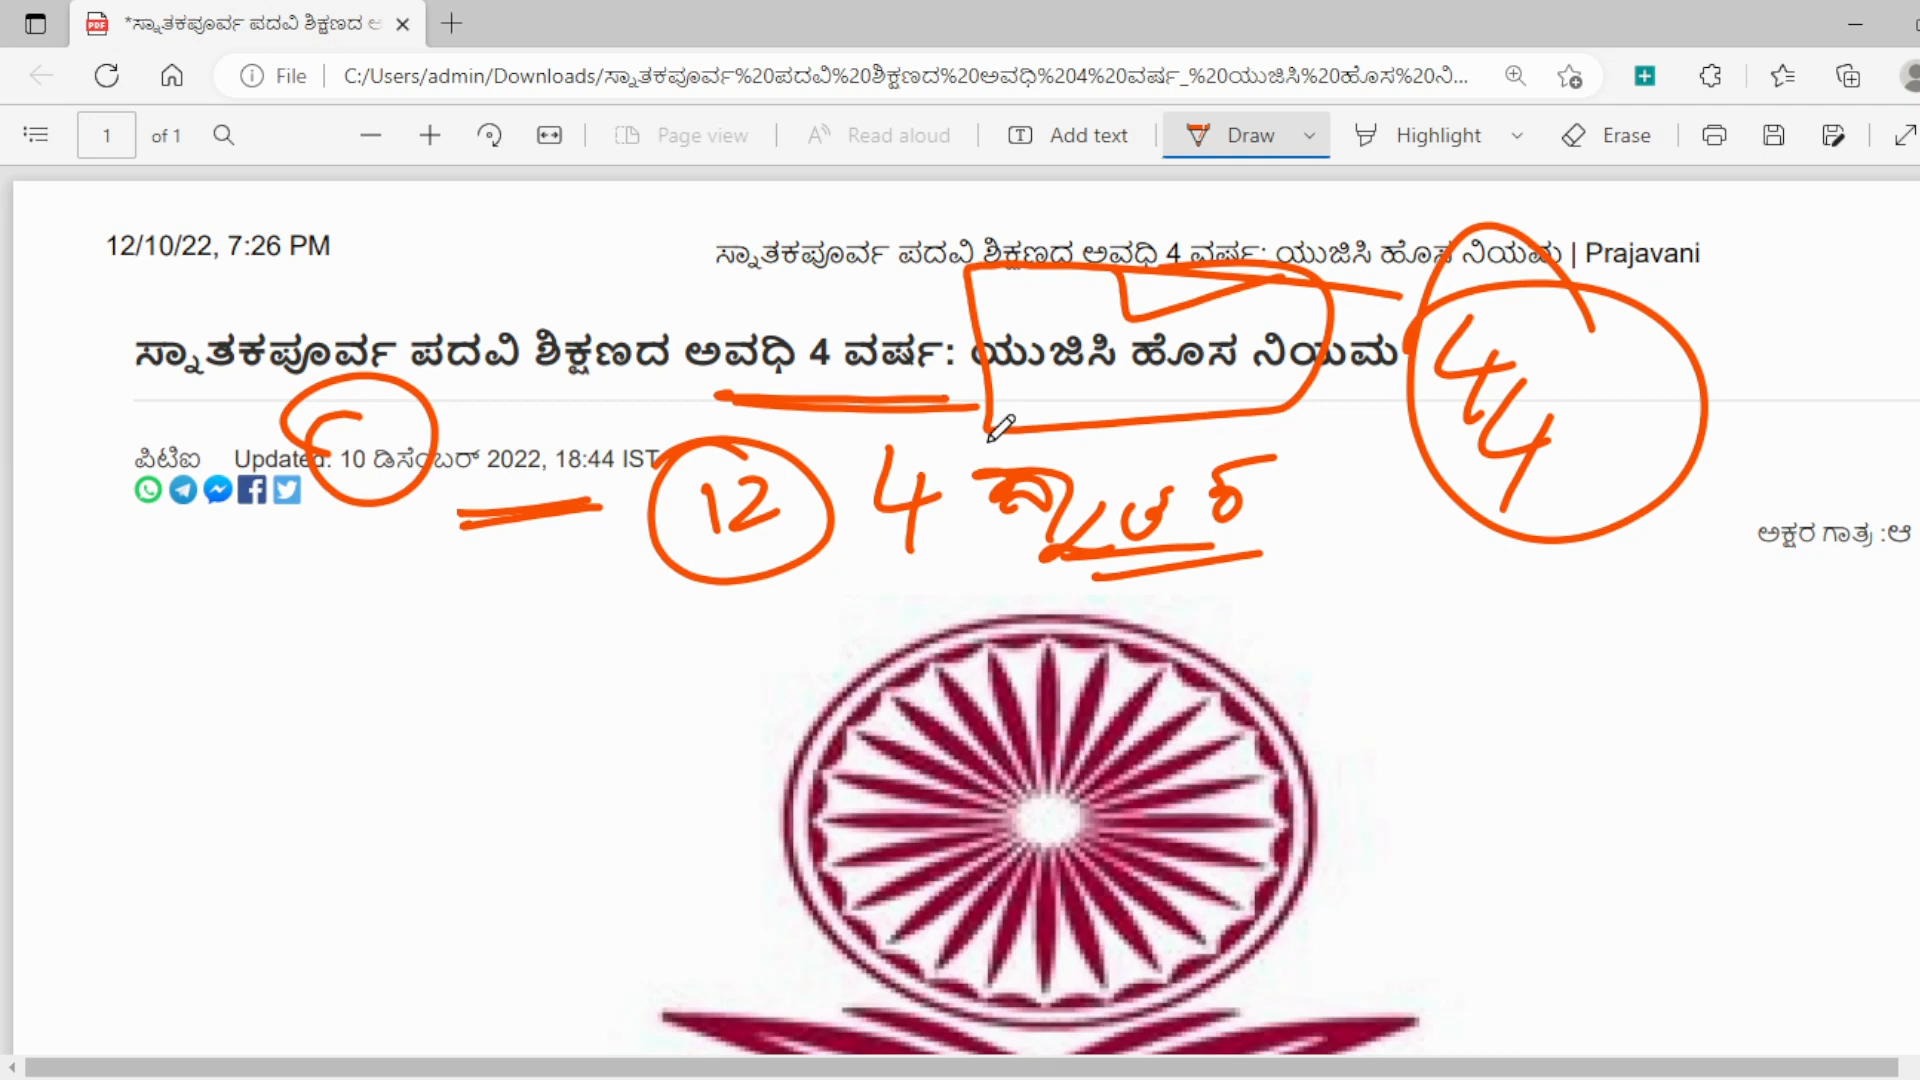 *ಸ್ನಾತಕಪೂರ್ವ ಪದವಿ ಶಿಕ್ಷಣದ ಅ
File C:/Users/admin/Downloads/ಸ್ನಾತಕಪೂರ್ವ%20ಪದವಿ%20ಶಿಕ್ಷಣದ%20ಅವಧಿ%204%20ವರ್ಷ_%20ಯುಜಿಸಿ%20ಹೊಸ%20ನಿ...
1 of 1 Page view Read aloud Add text Draw Highlight Erase
12/10/22, 7:26 PM ಸ್ನಾತಕಪೂರ್ವ ಪದವಿ ಶಿಕ್ಷಣದ ಅವಧಿ 4 ವರ್ಷ: ಯುಜಿಸಿ ಹೊಸ ನಿಯಮ | Prajavani
ಸ್ನಾತಕಪೂರ್ವ ಪದವಿ ಶಿಕ್ಷಣದ ಅವಧಿ 4 ವರ್ಷ: ಯುಜಿಸಿ ಹೊಸ ನಿಯಮ
4/4
ಪಿಟಿಐ Updated: 10 ಡಿಸೆಂಬರ್ 2022, 18:44 IST
12 4
ಅಕ್ಷರ ಗಾತ್ರ :ಆ